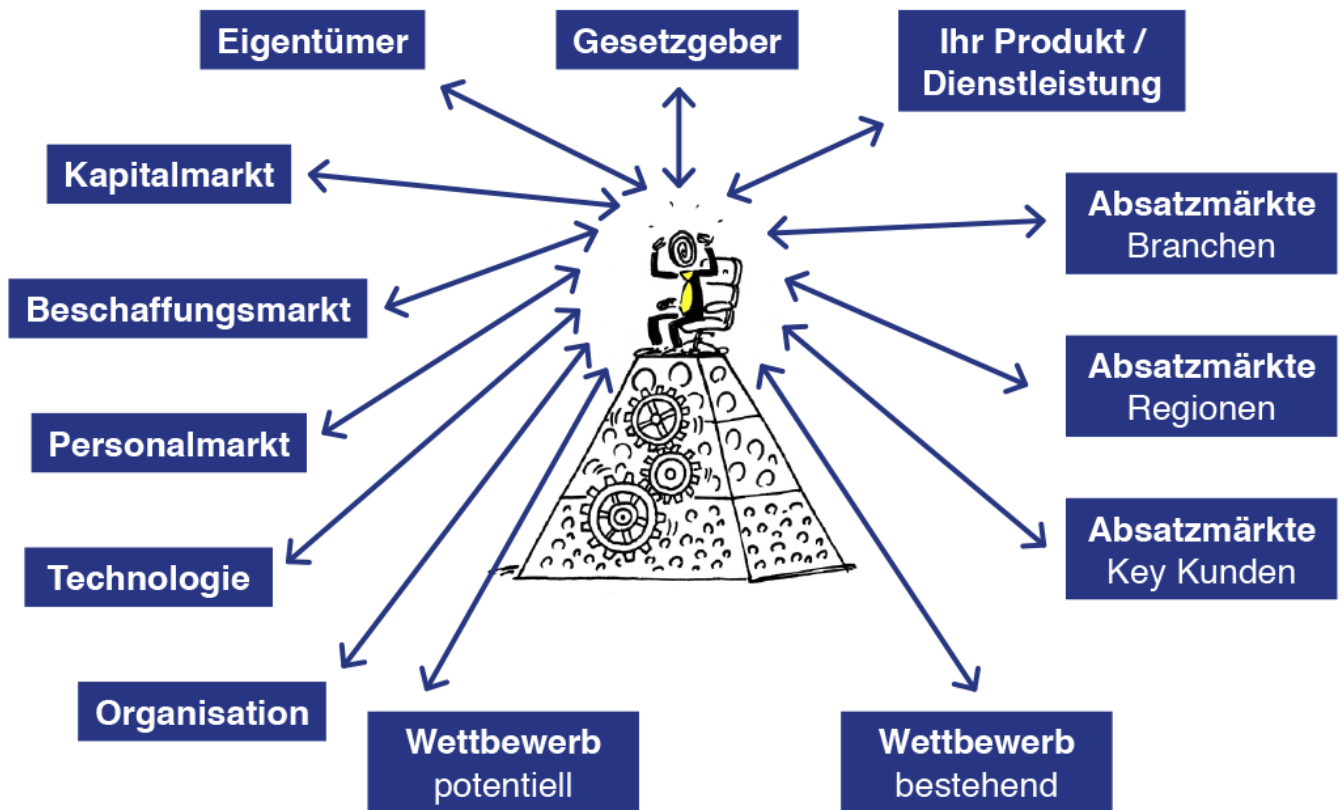 Eigentümer
Gesetzgeber
Ihr Produkt /
Dienstleistung
Kapitalmarkt
Absatzmärkte
Branchen
Beschaffungsmarkt
Absatzmärkte
Regionen
Personalmarkt
Absatzmärkte
Key Kunden
Technologie
Organisation
Wettbewerb
potentiell
Wettbewerb
bestehend